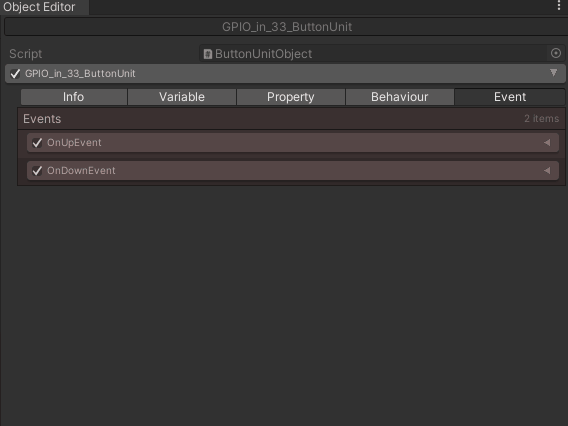 Object Editor
GPIO_in_33_ButtonUnit
Script ButtonUnitObject
GPIO_in_33_ButtonUnit
Info Variable Property Behaviour Event
Events 2 items
OnUpEvent
OnDownEvent